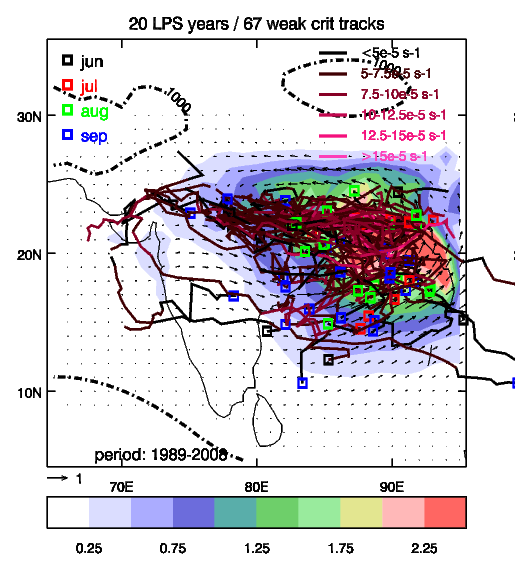 20 LPS years / 67 weak crit tracks
jun
jul
aug
sep
<5e-5 s-1
5-7.5e-5 s-1
7.5-10e-5 s-1
10-12.5e-5 s-1
12.5-15e-5 s-1
>15e-5 s-1
1000
1000
30N
20N
10N
period: 1989-2008
1
70E 80E 90E
0.25 0.75 1.25 1.75 2.25